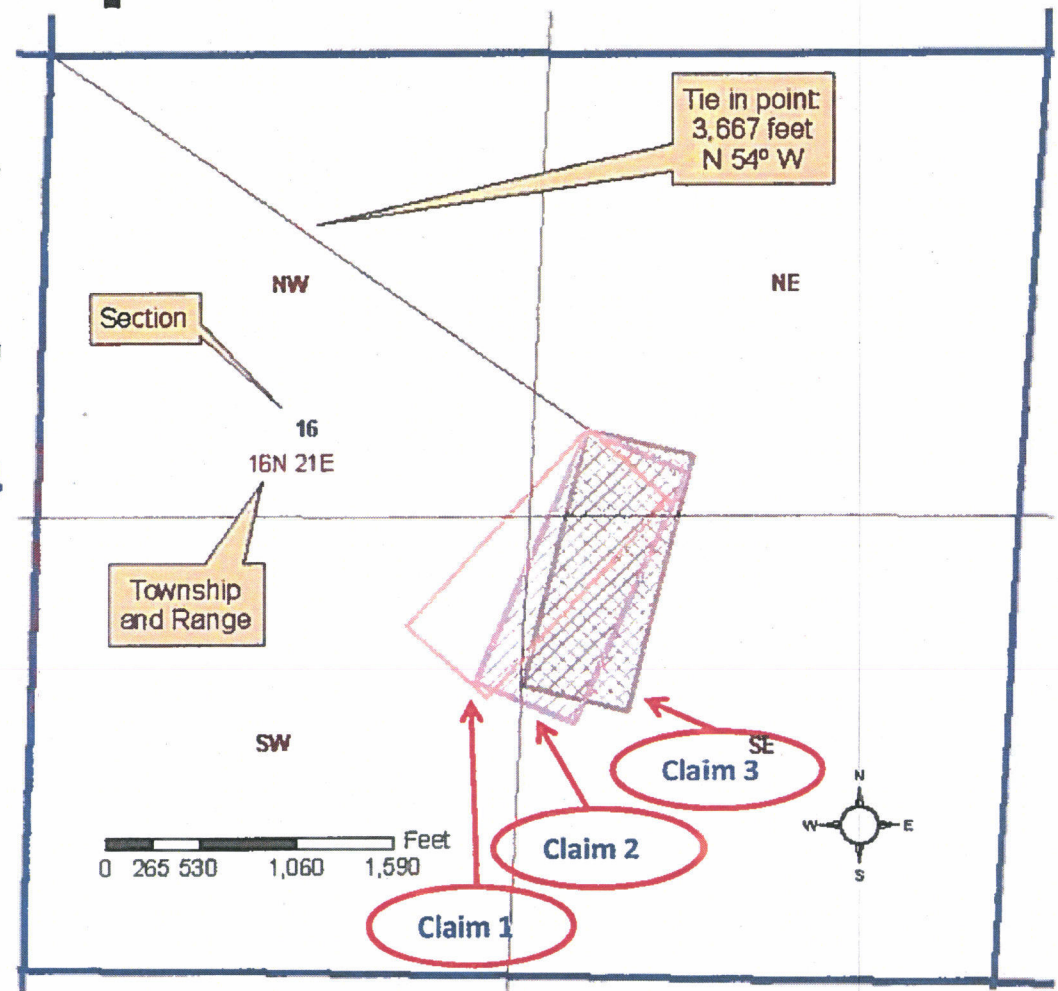 Tie in point:
3,667 feet
N 54º W
NW
NE
Section
16
16N 21E
Township
and Range
SW
SE
Claim 3
N
W
E
S
Feet
0 265 530 1,060 1,590
Claim 2
Claim 1